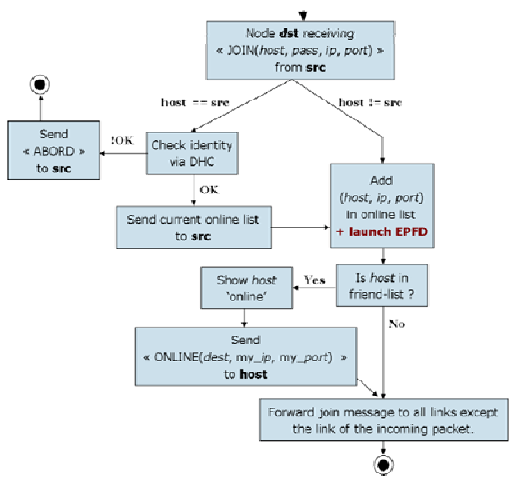 Node dst receiving
« JOIN(host, pass, ip, port) »
from src
host == src
host != src
Send
« ABORD »
to src
!OK
Check identity
via DHC
OK
Send current online list
to src
Add
(host, ip, port)
in online list
+ launch EPFD
Is host in
friend-list ?
Yes
Show host
'online'
No
Send
« ONLINE(dest, my_ip, my_port) »
to host
Forward join message to all links except
the link of the incoming packet.